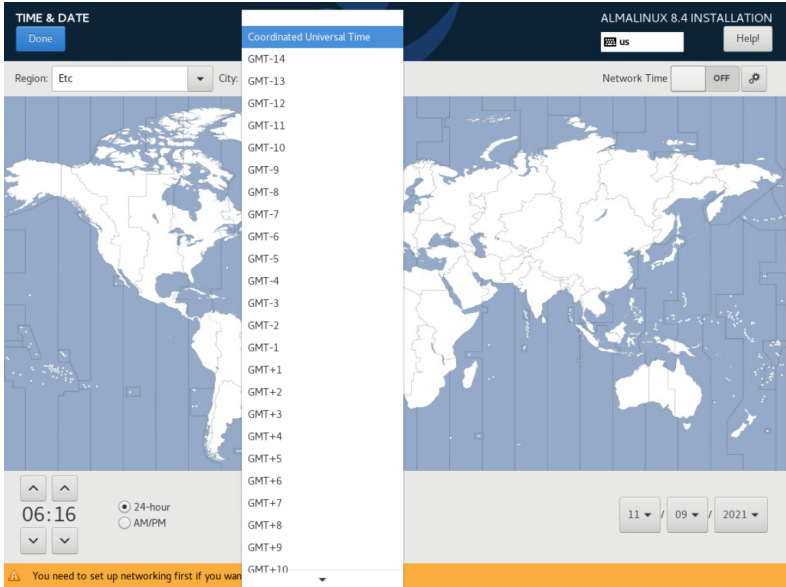 TIME & DATE
ALMALINUX 8.4 INSTALLATION
Done
us
Help!
Region:
Etc
City:
Network Time
OFF
Coordinated Universal Time
GMT-14
GMT-13
GMT-12
GMT-11
GMT-10
GMT-9
GMT-8
GMT-7
GMT-6
GMT-5
GMT-4
GMT-3
GMT-2
GMT-1
GMT+1
GMT+2
GMT+3
GMT+4
GMT+5
GMT+6
GMT+7
GMT+8
GMT+9
GMT+10
06:16
24-hour
AM/PM
11 / 09 / 2021
You need to set up networking first if you wan